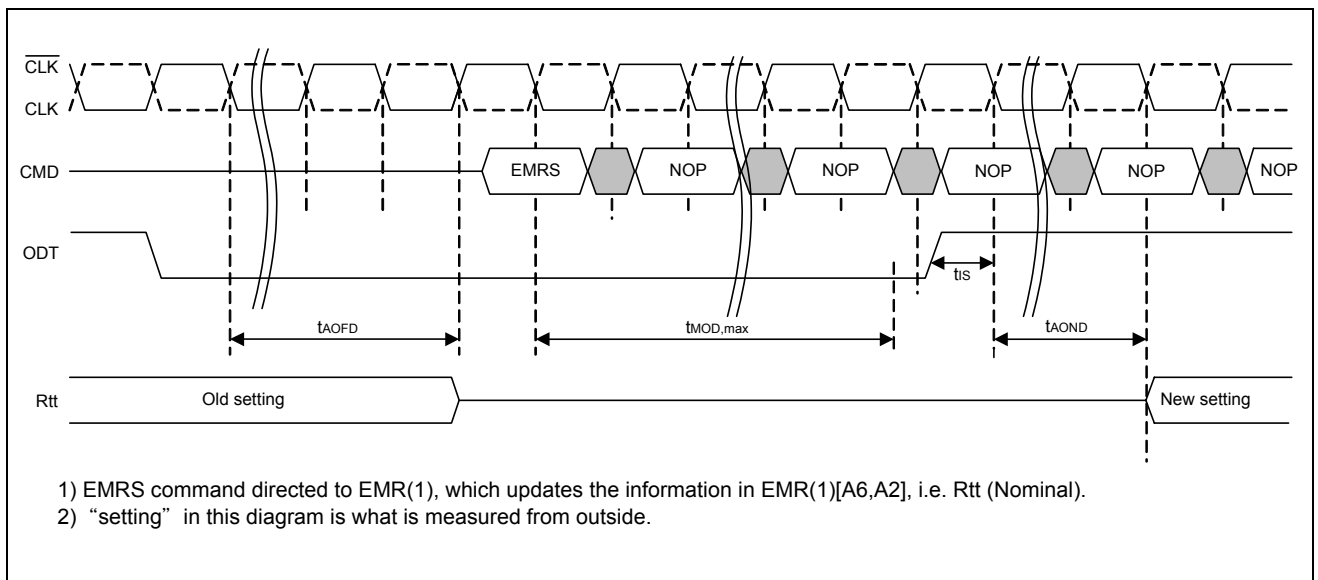 CLK
CLK
CMD
EMRS NOP NOP NOP NOP NOP
ODT
tIS
tAOFD tMOD,max tAOND
Rtt Old setting New setting
1) EMRS command directed to EMR(1), which updates the information in EMR(1)[A6,A2], i.e. Rtt (Nominal).
2) “setting” in this diagram is what is measured from outside.